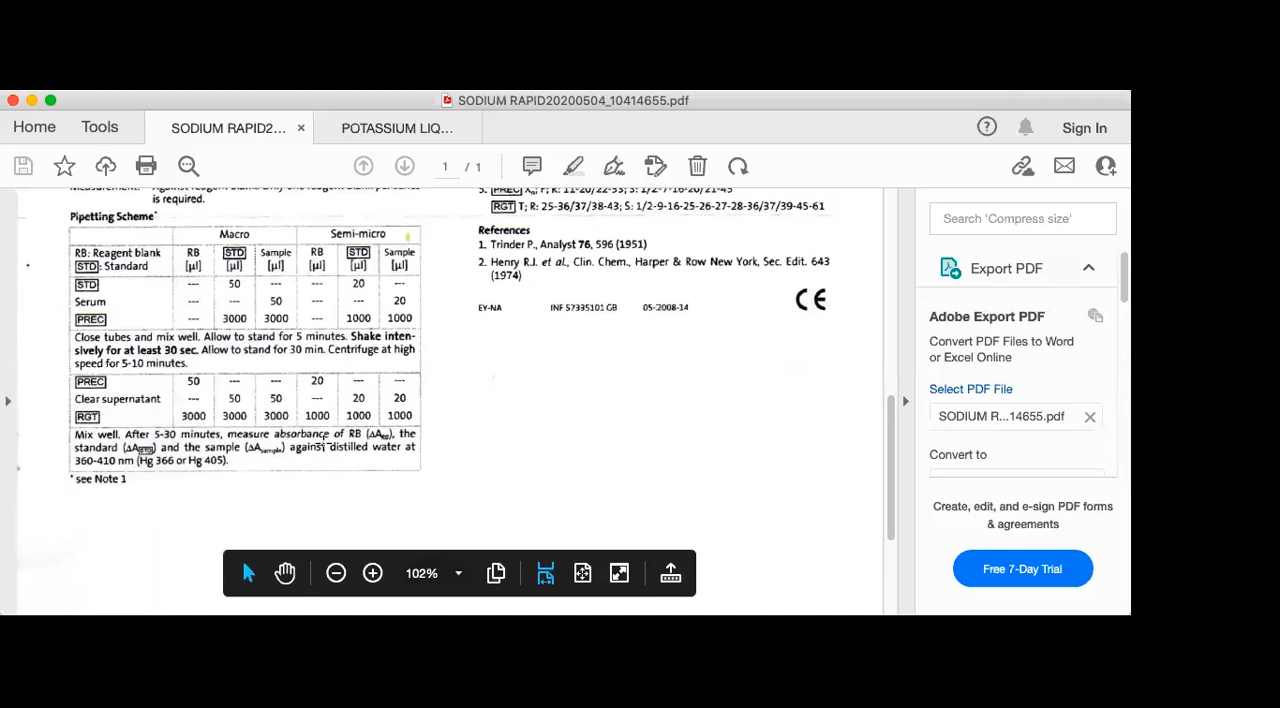 SODIUM RAPID20200504_10414655.pdf
Home Tools SODIUM RAPID2... × POTASSIUM LIQ... Sign In
1 / 1
is required.
Pipetting Scheme*
Macro Semi-micro
RB: Reagent blank RB STD Sample RB STD Sample
STD: Standard [µl] [µl] [µl] [µl] [µl] [µl]
STD --- 50 --- --- 20 ---
Serum --- --- 50 --- --- 20
PREC --- 3000 3000 --- 1000 1000
Close tubes and mix well. Allow to stand for 5 minutes. Shake inten-
sively for at least 30 sec. Allow to stand for 30 min. Centrifuge at high
speed for 5-10 minutes.
PREC 50 --- --- 20 --- ---
Clear supernatant --- 50 50 --- 20 20
RGT 3000 3000 3000 1000 1000 1000
Mix well. After 5-30 minutes, measure absorbance of RB (ΔA RB), the
standard (ΔA STD) and the sample (ΔA sample) against distilled water at
360-410 nm (Hg 366 or Hg 405).
* see Note 1
RGT T; R: 25-36/37/38-43; S: 1/2-9-16-25-26-27-28-36/37/39-45-61
References
1. Trinder P., Analyst 76, 596 (1951)
2. Henry R.J. et al., Clin. Chem., Harper & Row New York, Sec. Edit. 643
(1974)
EY-NA INF 57335101 GB 05-2008-14
CE
102%
Search 'Compress size'
Export PDF
Adobe Export PDF
Convert PDF Files to Word
or Excel Online
Select PDF File
SODIUM R...14655.pdf
Convert to
Create, edit, and e-sign PDF forms
& agreements
Free 7-Day Trial